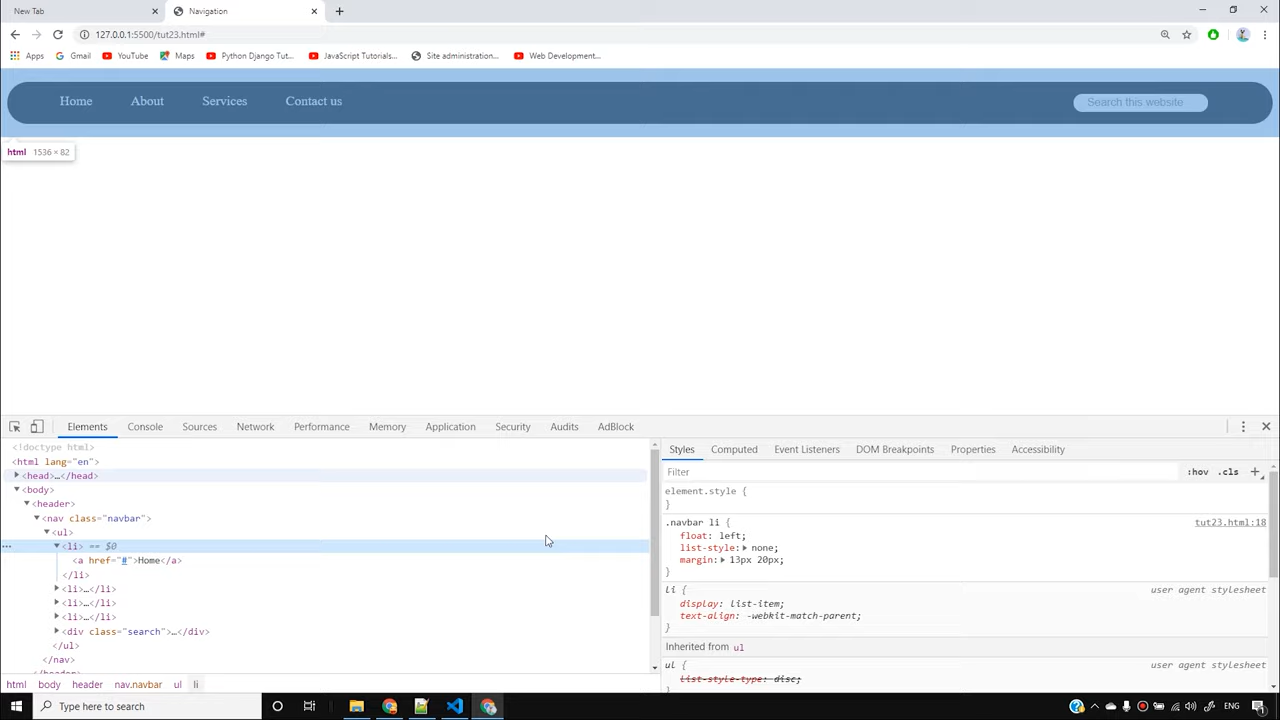 New Tab
Navigation
127.0.0.1:5500/tut23.html#
Apps Gmail YouTube Maps Python Django Tut... JavaScript Tutorials... Site administration... Web Development...
Home About Services Contact us Search this website
html 1536 × 82
Elements Console Sources Network Performance Memory Application Security Audits AdBlock
<!doctype html>
<html lang="en">
<head>…</head>
<body>
<header>
<nav class="navbar">
<ul>
<li> == $0
<a href="#">Home</a>
</li>
<li>…</li>
<li>…</li>
<li>…</li>
<div class="search">…</div>
</ul>
</nav>
</header>
html body header nav.navbar ul li
Styles Computed Event Listeners DOM Breakpoints Properties Accessibility
Filter :hov .cls +
element.style {
}
.navbar li { tut23.html:18
float: left;
list-style: none;
margin: 13px 20px;
}
li { user agent stylesheet
display: list-item;
text-align: -webkit-match-parent;
}
Inherited from ul
ul { user agent stylesheet
list-style-type: disc;
Type here to search
ENG
1